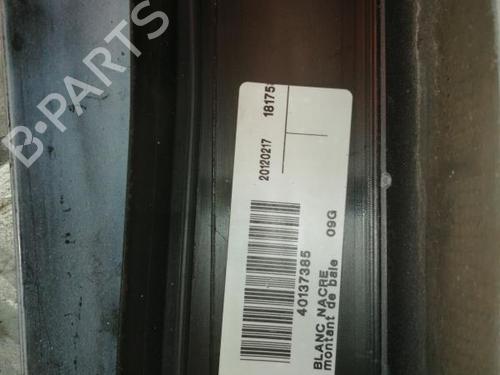 B-PARTS
20120217 18175
40137385
BLANC NACRE 09G
montant de baie